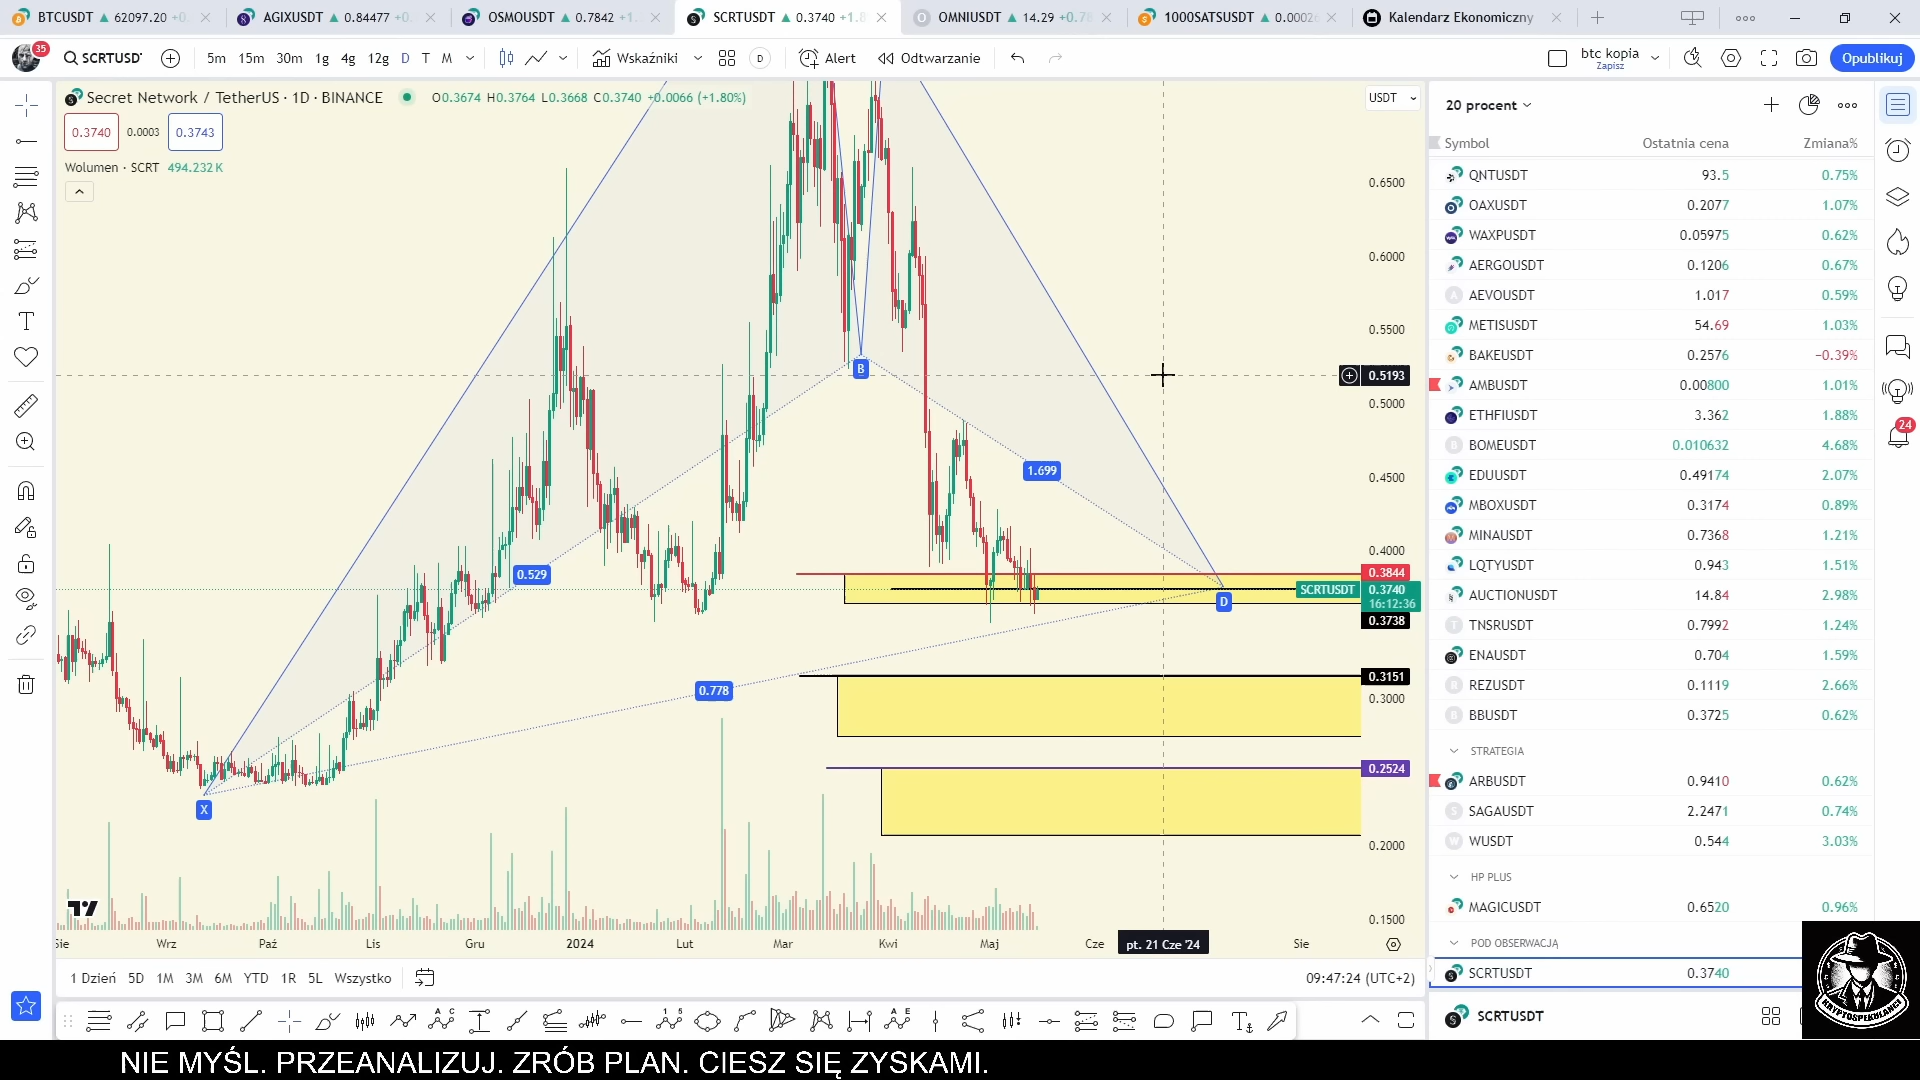 BTCUSDT ▲ 62097.20 +0.
AGIXUSDT ▲ 0.84477 +0.
OSMOUSDT ▲ 0.7842 +1.
SCRTUSDT ▲ 0.3740 +1.8
OMNIUSDT ▲ 14.29 +0.78
1000SATSUSDT ▲ 0.0002
Kalendarz Ekonomiczny
35
SCRTUSDT
5m 15m 30m 1g 4g 12g D T M
Wskaźniki
D
Alert
Odtwarzanie
btc kopia
Zapisz
Opublikuj
Secret Network / TetherUS · 1D · BINANCE
O0.3674 H0.3764 L0.3668 C0.3740 +0.0066 (+1.80%)
USDT
0.3740 0.0003 0.3743
Wolumen · SCRT 494.232 K
0.6500
0.6000
0.5500
0.5193
0.5000
0.4500
0.4000
0.3844
SCRTUSDT 0.3740
16:12:36
0.3738
0.3151
0.3000
0.2524
0.2000
0.1500
B
1.699
0.529
D
0.778
X
Sie Wrz Paź Lis Gru 2024 Lut Mar Kwi Maj Cze pt. 21 Cze '24 Sie
1 Dzień 5D 1M 3M 6M YTD 1R 5L Wszystko
09:47:24 (UTC+2)
20 procent
Symbol Ostatnia cena Zmiana%
QNTUSDT 93.5 0.75%
OAXUSDT 0.2077 1.07%
WAXPUSDT 0.05975 0.62%
AERGOUSDT 0.1206 0.67%
AEVOUSDT 1.017 0.59%
METISUSDT 54.69 1.03%
BAKEUSDT 0.2576 −0.39%
AMBUSDT 0.00800 1.01%
ETHFIUSDT 3.362 1.88%
BOMEUSDT 0.010632 4.68%
EDUUSDT 0.49174 2.07%
MBOXUSDT 0.3174 0.89%
MINAUSDT 0.7368 1.21%
LQTYUSDT 0.943 1.51%
AUCTIONUSDT 14.84 2.98%
TNSRUSDT 0.7992 1.24%
ENAUSDT 0.704 1.59%
REZUSDT 0.1119 2.66%
BBUSDT 0.3725 0.62%
STRATEGIA
ARBUSDT 0.9410 0.62%
SAGAUSDT 2.2471 0.74%
WUSDT 0.544 3.03%
HP PLUS
MAGICUSDT 0.6520 0.96%
POD OBSERWACJĄ
SCRTUSDT 0.3740
SCRTUSDT
24
KRYPTOSPEKULANCI
NIE MYŚL. PRZEANALIZUJ. ZRÓB PLAN. CIESZ SIĘ ZYSKAMI.